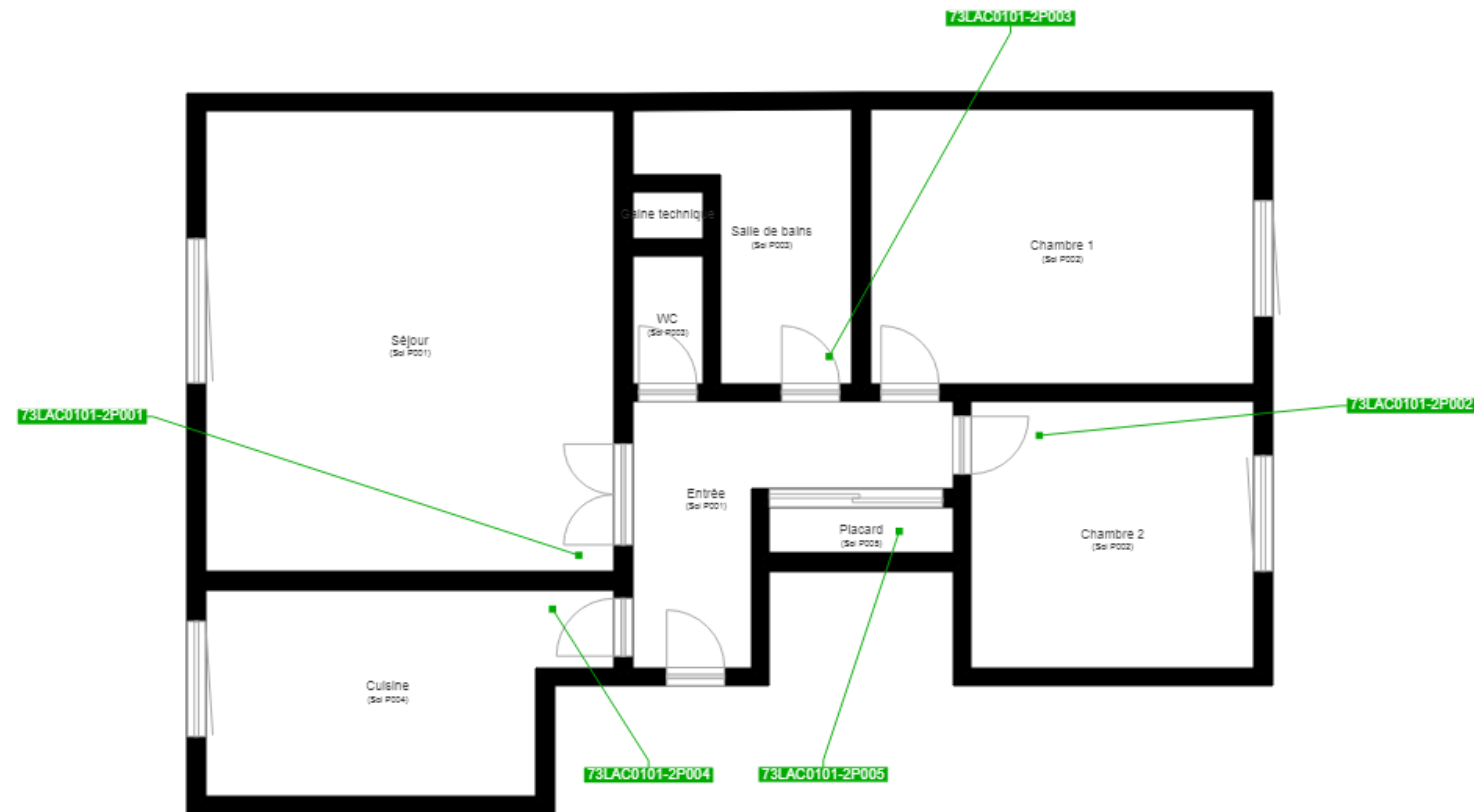 73LAC0101-2P003
Gaine technique
Salle de bains
(Sol P003)
Chambre 1
(Sol P002)
WC
(Sol P003)
Séjour
(Sol P001)
73LAC0101-2P001
73LAC0101-2P002
Entrée
(Sol P001)
Placard
(Sol P005)
Chambre 2
(Sol P002)
Cuisine
(Sol P004)
73LAC0101-2P004
73LAC0101-2P005